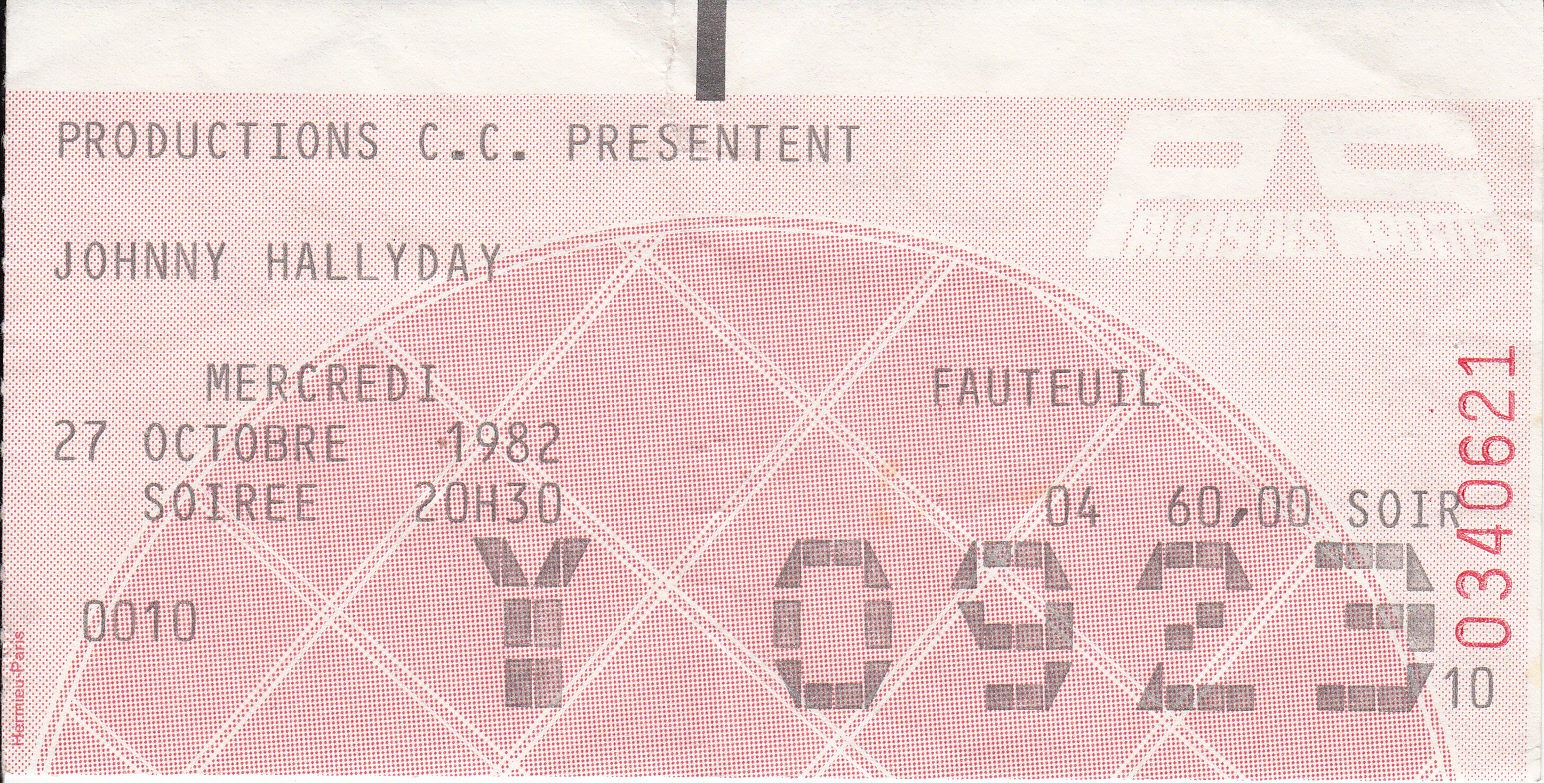 PRODUCTIONS C.C. PRESENTENT
JOHNNY HALLYDAY
MERCREDI
FAUTEUIL
27 OCTOBRE 1982
SOIREE 20H30
04 60,00 SOIR
0010
Y 0923
10
0340621
Hermieu-Paris